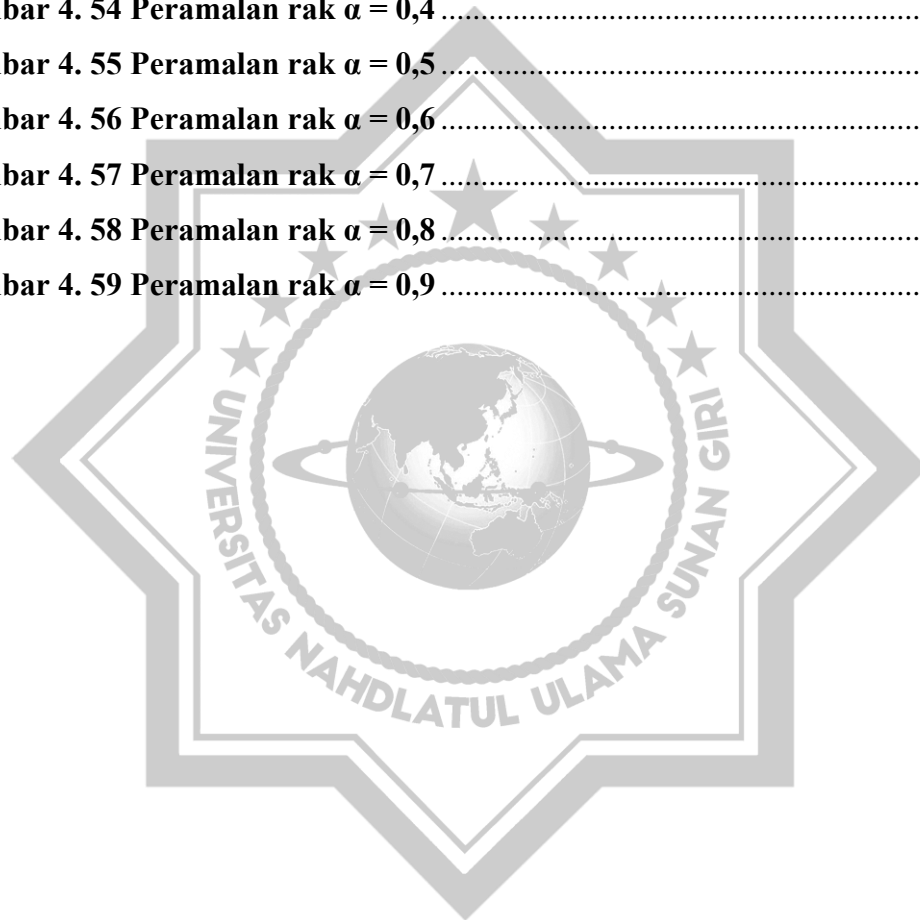 bar 4. 54 Peramalan rak α = 0,4
bar 4. 55 Peramalan rak α = 0,5
bar 4. 56 Peramalan rak α = 0,6
bar 4. 57 Peramalan rak α = 0,7
bar 4. 58 Peramalan rak α = 0,8
bar 4. 59 Peramalan rak α = 0,9
UNIVERSITAS NAHDLATUL ULAMA SUNAN GIRI